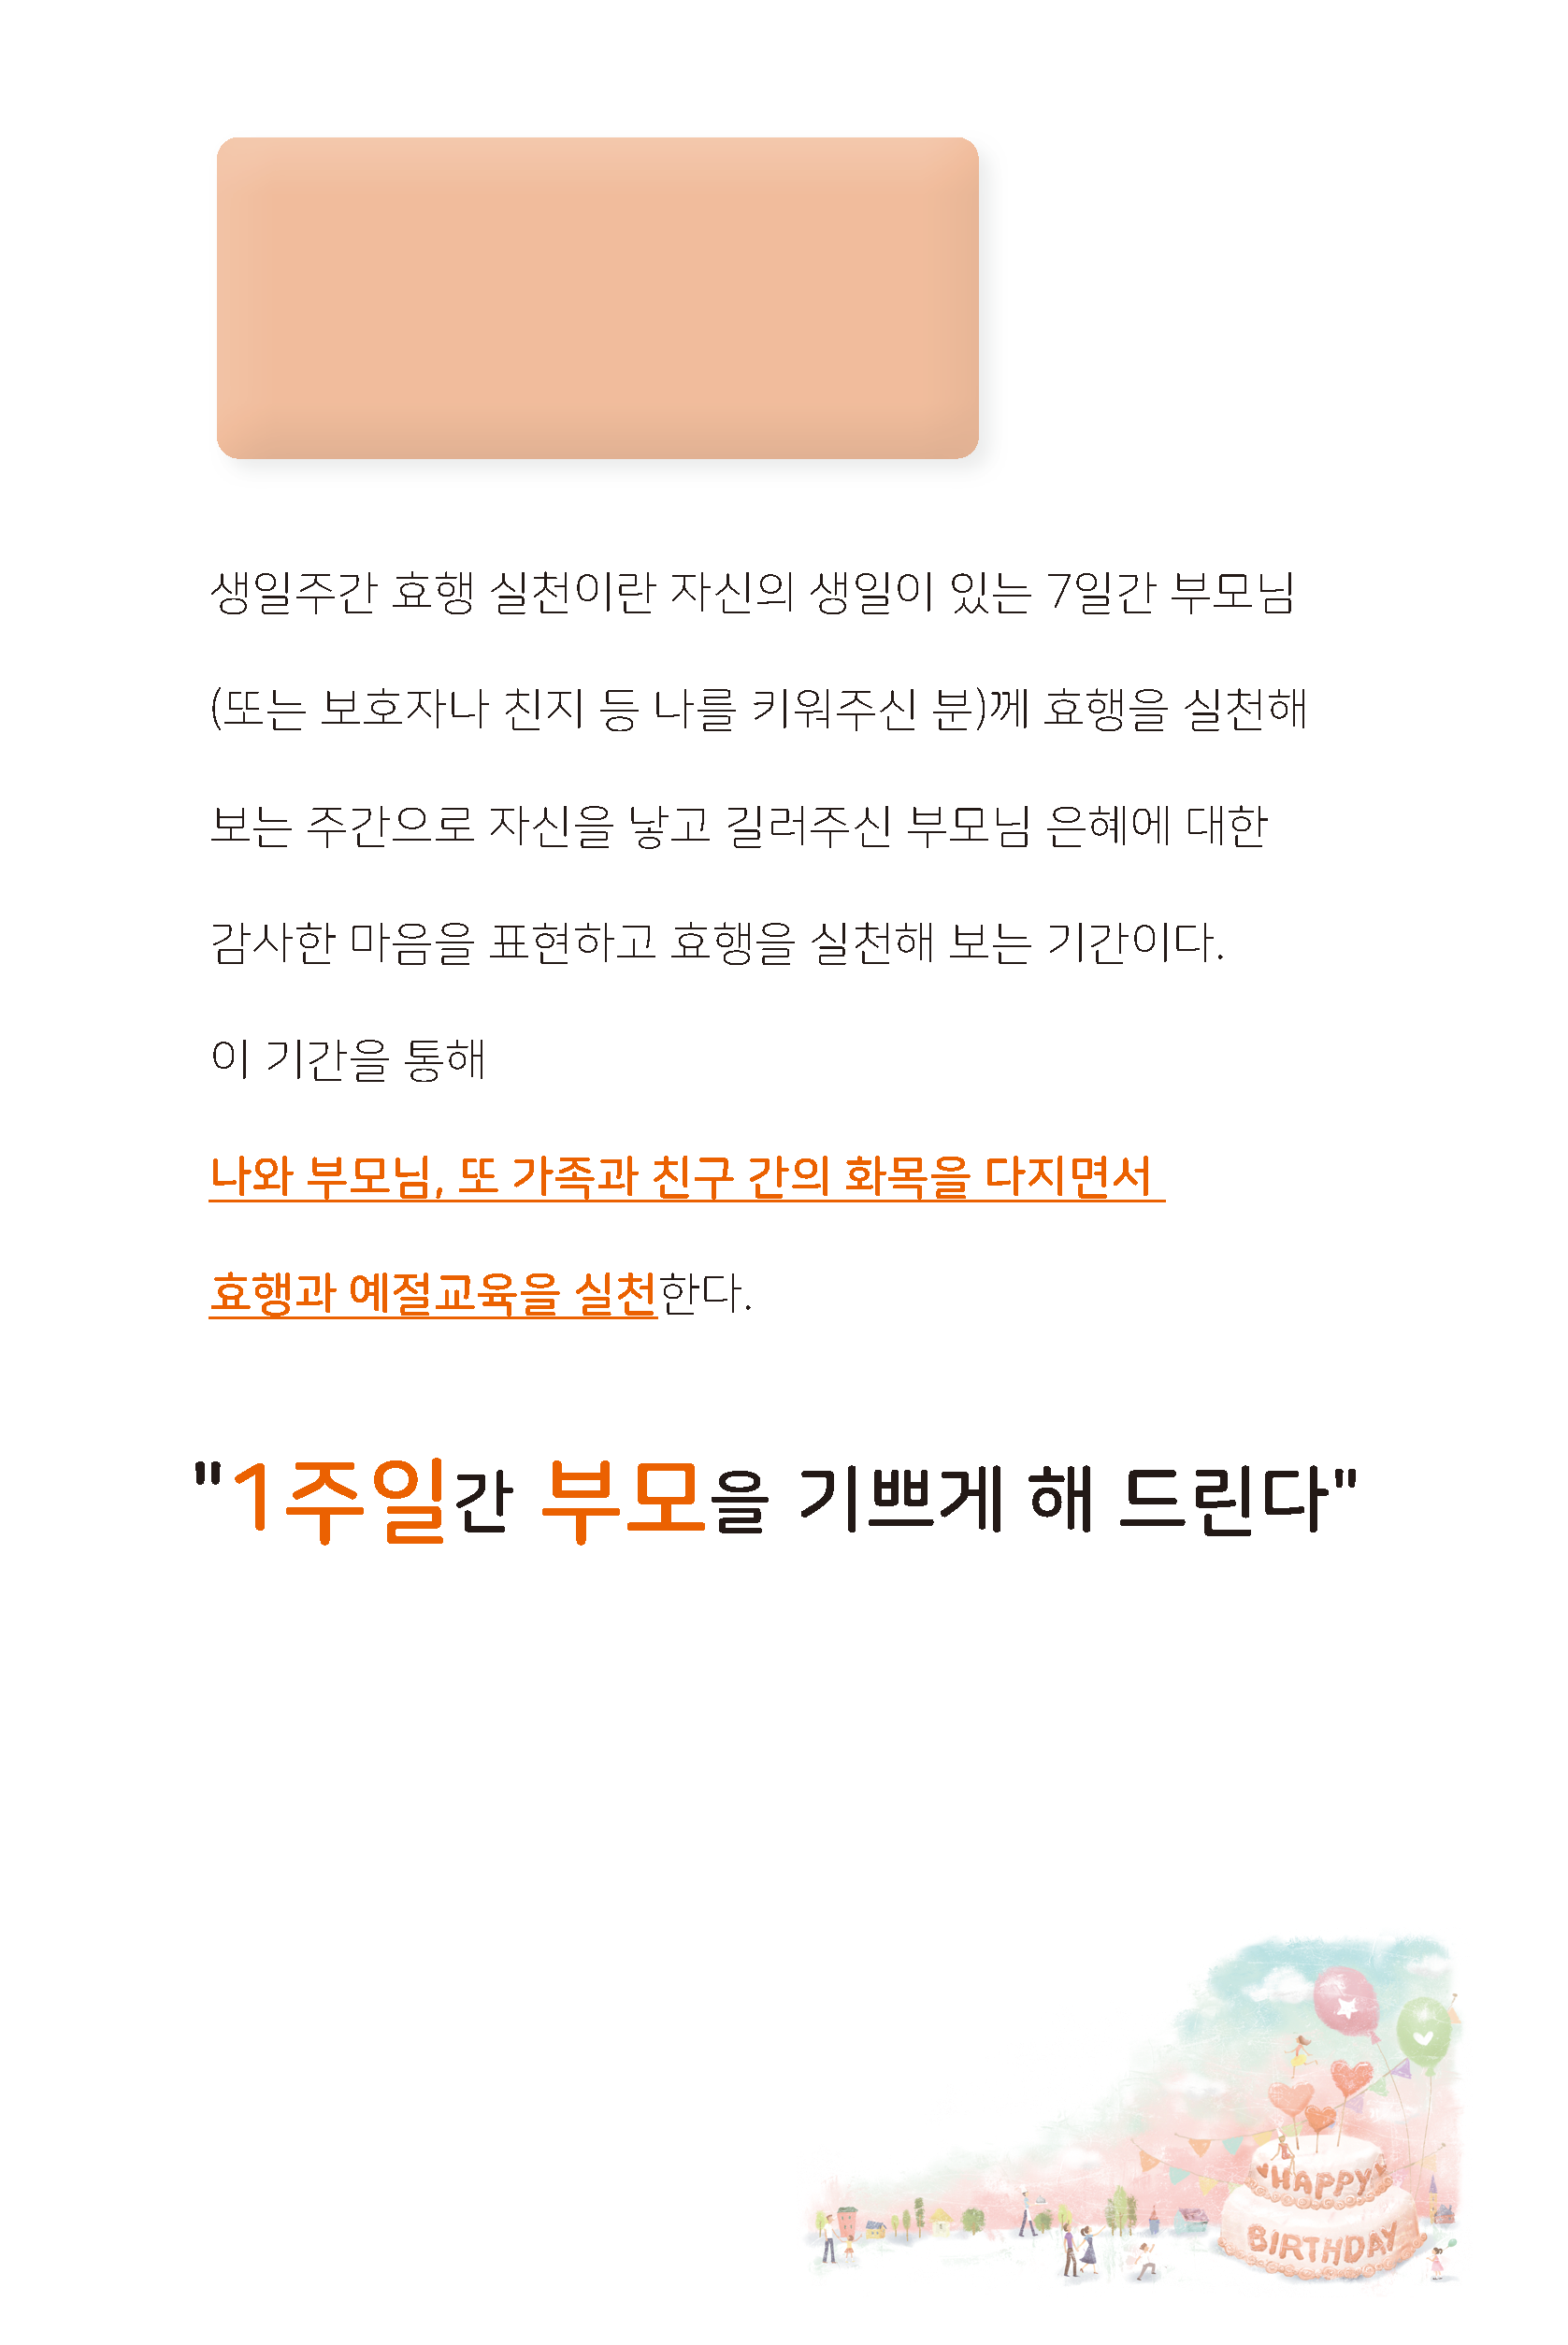 생일주간 효행 실천이란 자신의 생일이 있는 7일간 부모님
(또는 보호자나 친지 등 나를 키워주신 분)께 효행을 실천해
보는 주간으로 자신을 낳고 길러주신 부모님 은혜에 대한
감사한 마음을 표현하고 효행을 실천해 보는 기간이다.
이 기간을 통해
나와 부모님, 또 가족과 친구 간의 화목을 다지면서
효행과 예절교육을 실천한다.
"1주일간 부모을 기쁘게 해 드린다"
HAPPY
BIRTHDAY